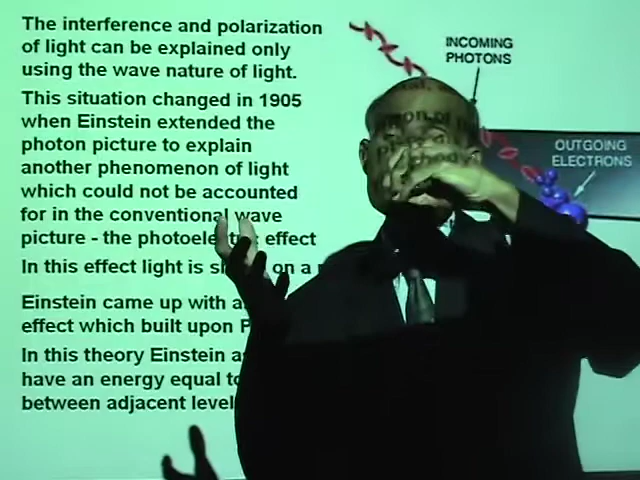 The interference and polarization
of light can be explained only
using the wave nature of light.
This situation changed in 1905
when Einstein extended the
photon picture to explain
another phenomenon of light
which could not be accounted
for in the conventional wave
picture - the photoelectric effect
In this effect light is on a
Einstein came up with a
effect which built upon
In this theory Einstein
have an energy equal to
between adjacent level
INCOMING
PHOTONS
OUTGOING
ELECTRONS